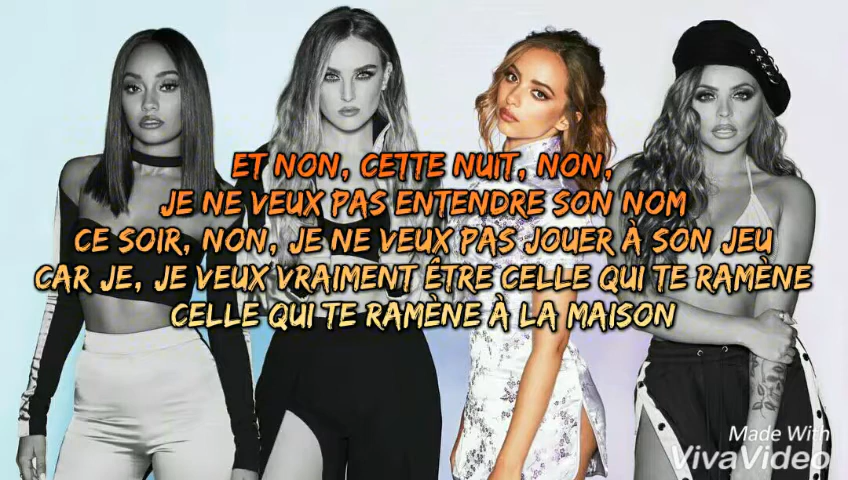 ET NON, CETTE NUIT, NON,
JE NE VEUX PAS ENTENDRE SON NOM
CE SOIR, NON, JE NE VEUX PAS JOUER À SON JEU
CAR JE, JE VEUX VRAIMENT ÊTRE CELLE QUI TE RAMÈNE
CELLE QUI TE RAMÈNE À LA MAISON
Made With
VivaVideo